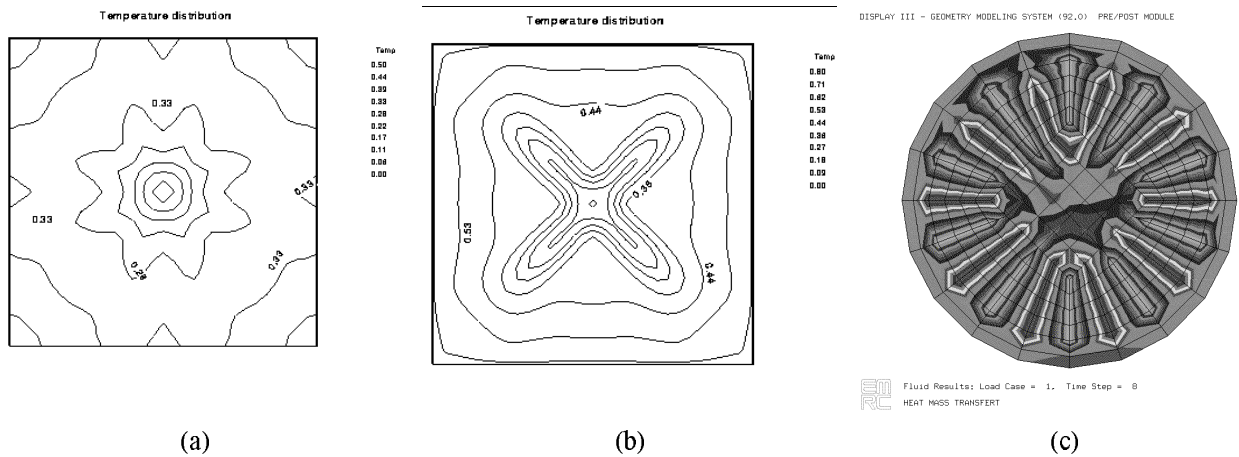 Temperature distribution
0.33
0.33
0.33
0.33
0.28
Temp
0.50
0.44
0.39
0.33
0.28
0.22
0.17
0.11
0.06
0.00
(a)
Temperature distribution
0.44
0.36
0.53
0.44
Temp
0.80
0.71
0.62
0.53
0.44
0.36
0.27
0.18
0.09
0.00
(b)
DISPLAY III - GEOMETRY MODELING SYSTEM (92.0) PRE/POST MODULE
EMRC
Fluid Results: Load Case = 1, Time Step = 8
HEAT MASS TRANSFERT
(c)